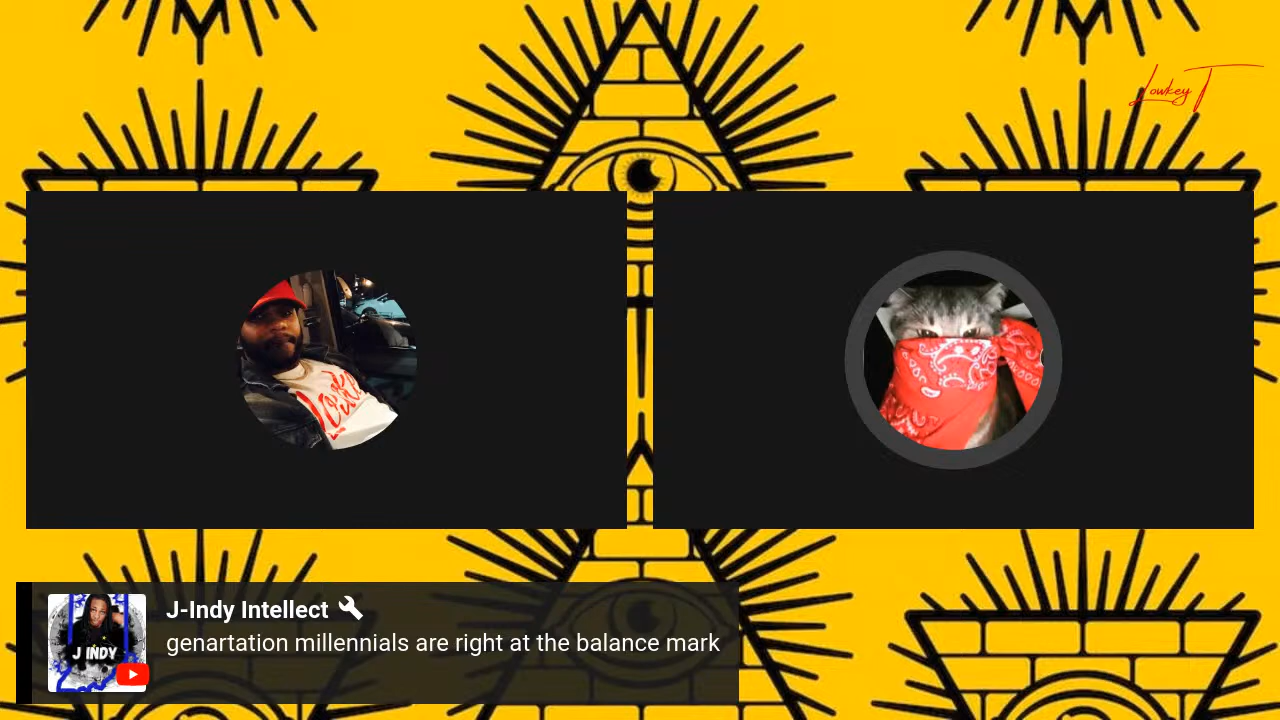 Lowkey T
J-Indy Intellect
genartation millennials are right at the balance mark
J INDY